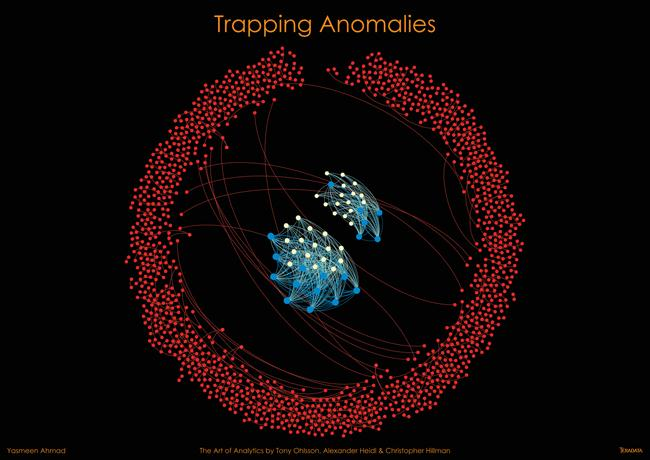 Trapping Anomalies
Yasmeen Ahmad
The Art of Analytics by Tony Ohlsson, Alexander Heidl & Christopher Hillman
TERADATA